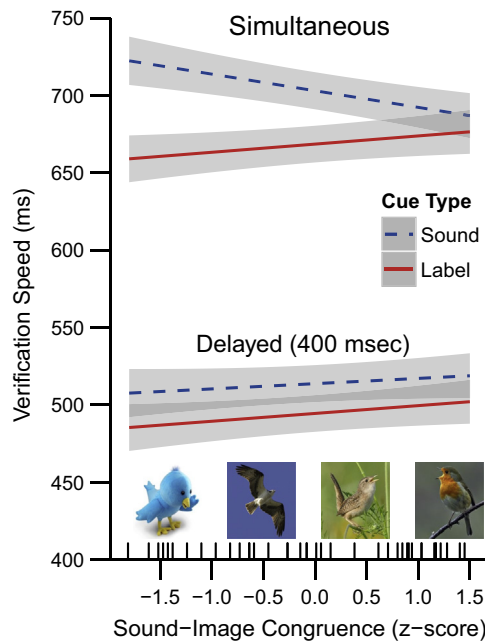 Simultaneous
750
700
650
600
550
500
450
400
Verification Speed (ms)
Cue Type
Sound
Label
Delayed (400 msec)
−1.5 −1.0 −0.5 0.0 0.5 1.0 1.5
Sound−Image Congruence (z−score)